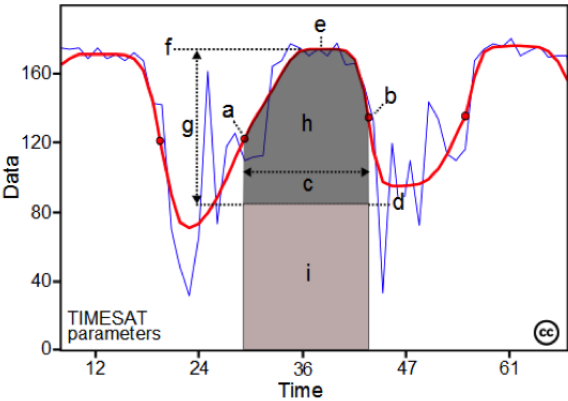 e
f
160
a
b
g
h
120
Data
c
80
d
40
i
TIMESAT
parameters
cc
0
12 24 36 47 61
Time